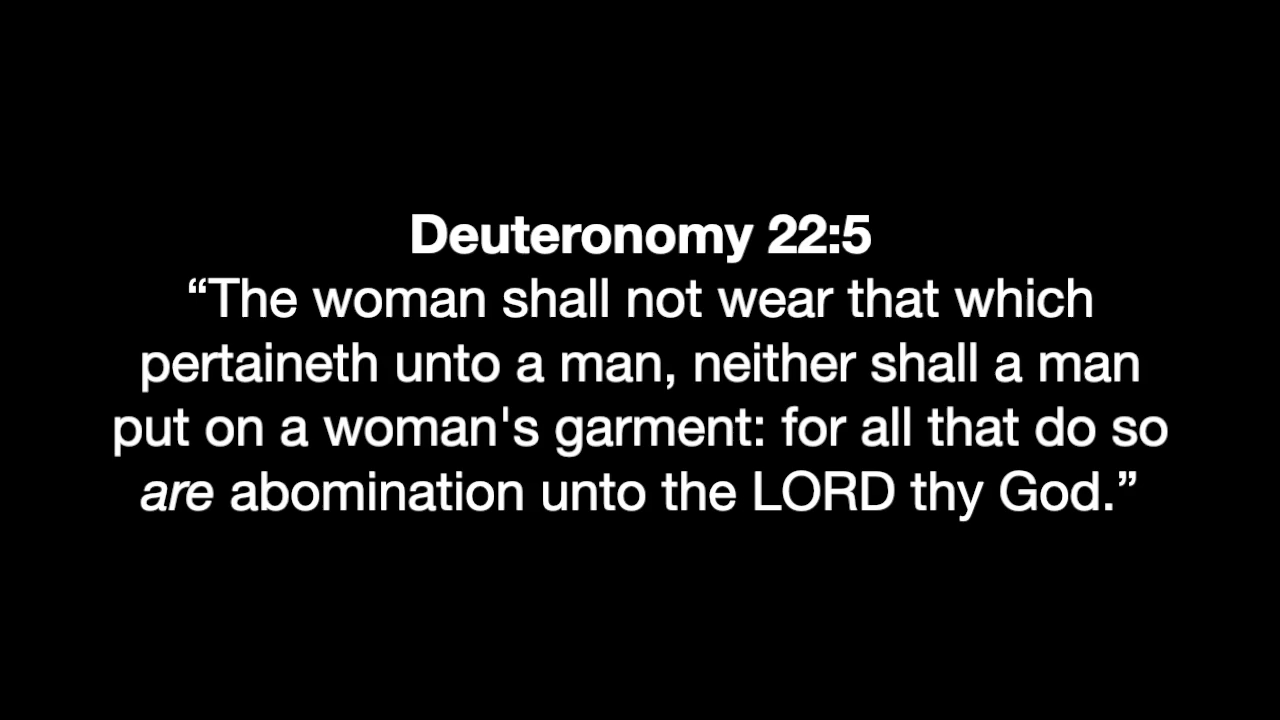 Deuteronomy 22:5
“The woman shall not wear that which
pertaineth unto a man, neither shall a man
put on a woman's garment: for all that do so
are abomination unto the LORD thy God.”